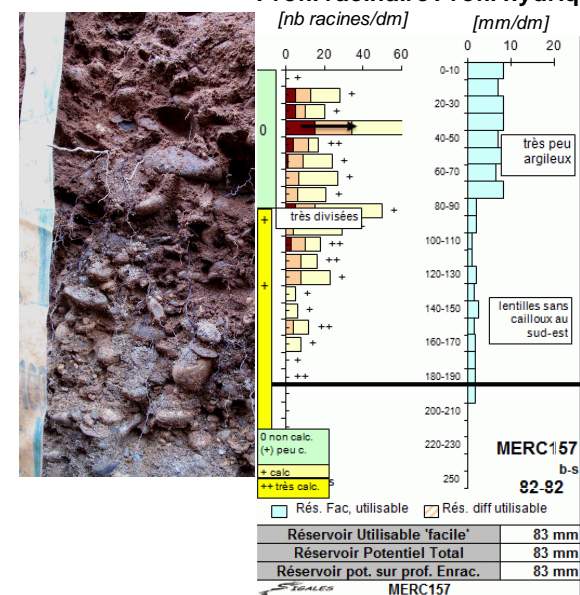 [nb racines/dm] [mm/dm]
0 20 40 60 0 10 20
0-10
+
+
+
20-30
0
++
40-50
très peu
argileux
+
+
60-70
+
+
80-90
+
très divisées
++
100-110
++
+
120-130
+
+
+
140-150
lentilles sans
cailloux au
sud-est
++
+
160-170
+
++
180-190
200-210
0 non calc.
(+) peu c.
220-230
MERC157
+ calc
b-s
++ très calc.
s
250
82-82
Rés. Fac, utilisable Rés. diff utilisable
Réservoir Utilisable 'facile' 83 mm
Réservoir Potentiel Total 83 mm
Réservoir pot. sur prof. Enrac. 83 mm
SIGALES MERC157